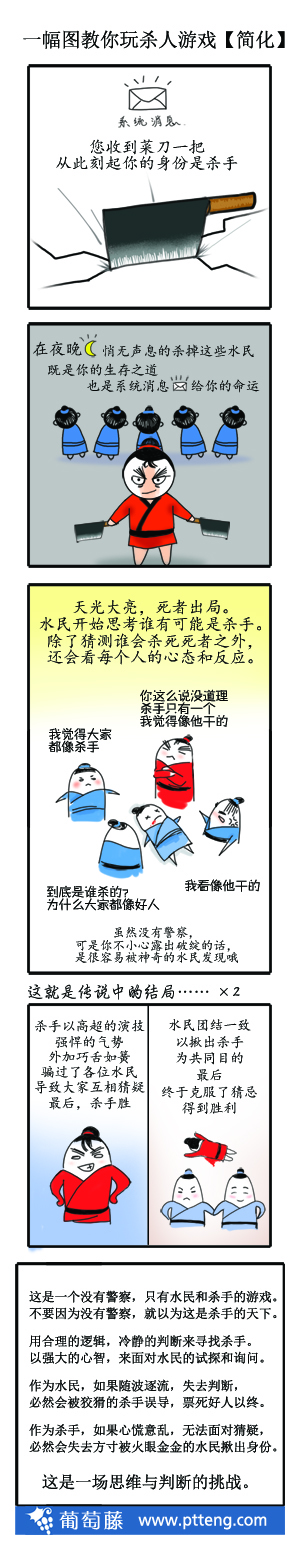 一幅图教你玩杀人游戏【简化】
系统消息.
您收到菜刀一把
从此刻起你的身份是杀手
在夜晚 悄无声息的杀掉这些水民
既是你的生存之道
也是系统消息 给你的命运
天光大亮，死者出局。
水民开始思考谁有可能是杀手。
除了猜测谁会杀死死者之外，
还会看每个人的心态和反应。
你这么说没道理
杀手只有一个
我觉得像他干的
我觉得大家
都像杀手
到底是谁杀的?
为什么大家都像好人
我看像他干的
虽然没有警察，
可是你不小心露出破绽的话，
是很容易被神奇的水民发现哦
这就是传说中的结局…… ×2
杀手以高超的演技
强悍的气势
外加巧舌如簧
骗过了各位水民
导致大家互相猜疑
最后，杀手胜
水民团结一致
以揪出杀手
为共同目的
最后
终于克服了猜忌
得到胜利
这是一个没有警察，只有水民和杀手的游戏。
不要因为没有警察，就以为这是杀手的天下。
用合理的逻辑，冷静的判断来寻找杀手。
以强大的心智，来面对水民的试探和询问。
作为水民，如果随波逐流，失去判断，
必然会被狡猾的杀手误导，票死好人以终。
作为杀手，如果心慌意乱，无法面对猜疑，
必然会失去方寸被火眼金金的水民揪出身份。
这是一场思维与判断的挑战。
葡萄藤 www.ptteng.com